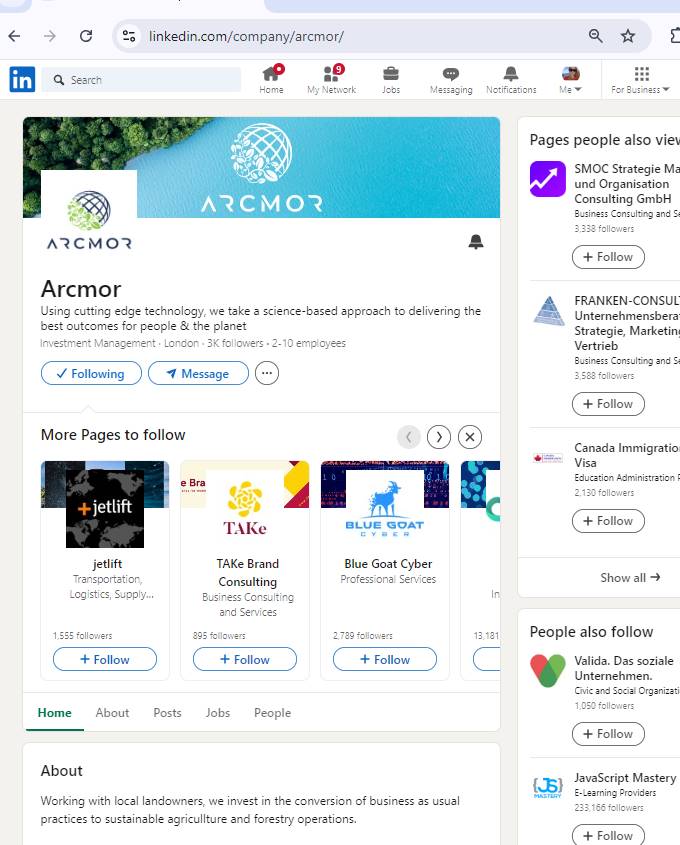 linkedin.com/company/arcmor/
in
Search
9
Home
My Network
Jobs
Messaging
Notifications
Me
For Business
ARCMOR
ARCMOR
Arcmor
Using cutting edge technology, we take a science-based approach to delivering the
best outcomes for people & the planet
Investment Management · London · 3K followers · 2-10 employees
Following
Message
More Pages to follow
+jetlift
jetlift
Transportation,
Logistics, Supply...
1,555 followers
+ Follow
e Bra
TAKe
TAKe Brand
Consulting
Business Consulting
and Services
895 followers
+ Follow
BLUE GOAT
CYBER
Blue Goat Cyber
Professional Services
2,789 followers
+ Follow
In
13,181
Home
About
Posts
Jobs
People
About
Working with local landowners, we invest in the conversion of business as usual
practices to sustainable agricullture and forestry operations.
Pages people also view
SMOC Strategie Ma
und Organisation
Consulting GmbH
Business Consulting and Se
3,338 followers
+ Follow
FRANKEN-CONSULT
Unternehmensberat
Strategie, Marketing
Vertrieb
Business Consulting and Se
3,588 followers
+ Follow
Canada Immigration
Visa
Education Administration P
2,130 followers
+ Follow
Show all →
People also follow
Valida. Das soziale
Unternehmen.
Civic and Social Organizati
1,050 followers
+ Follow
JS
MASTERY
JavaScript Mastery
E-Learning Providers
233,166 followers
+ Follow